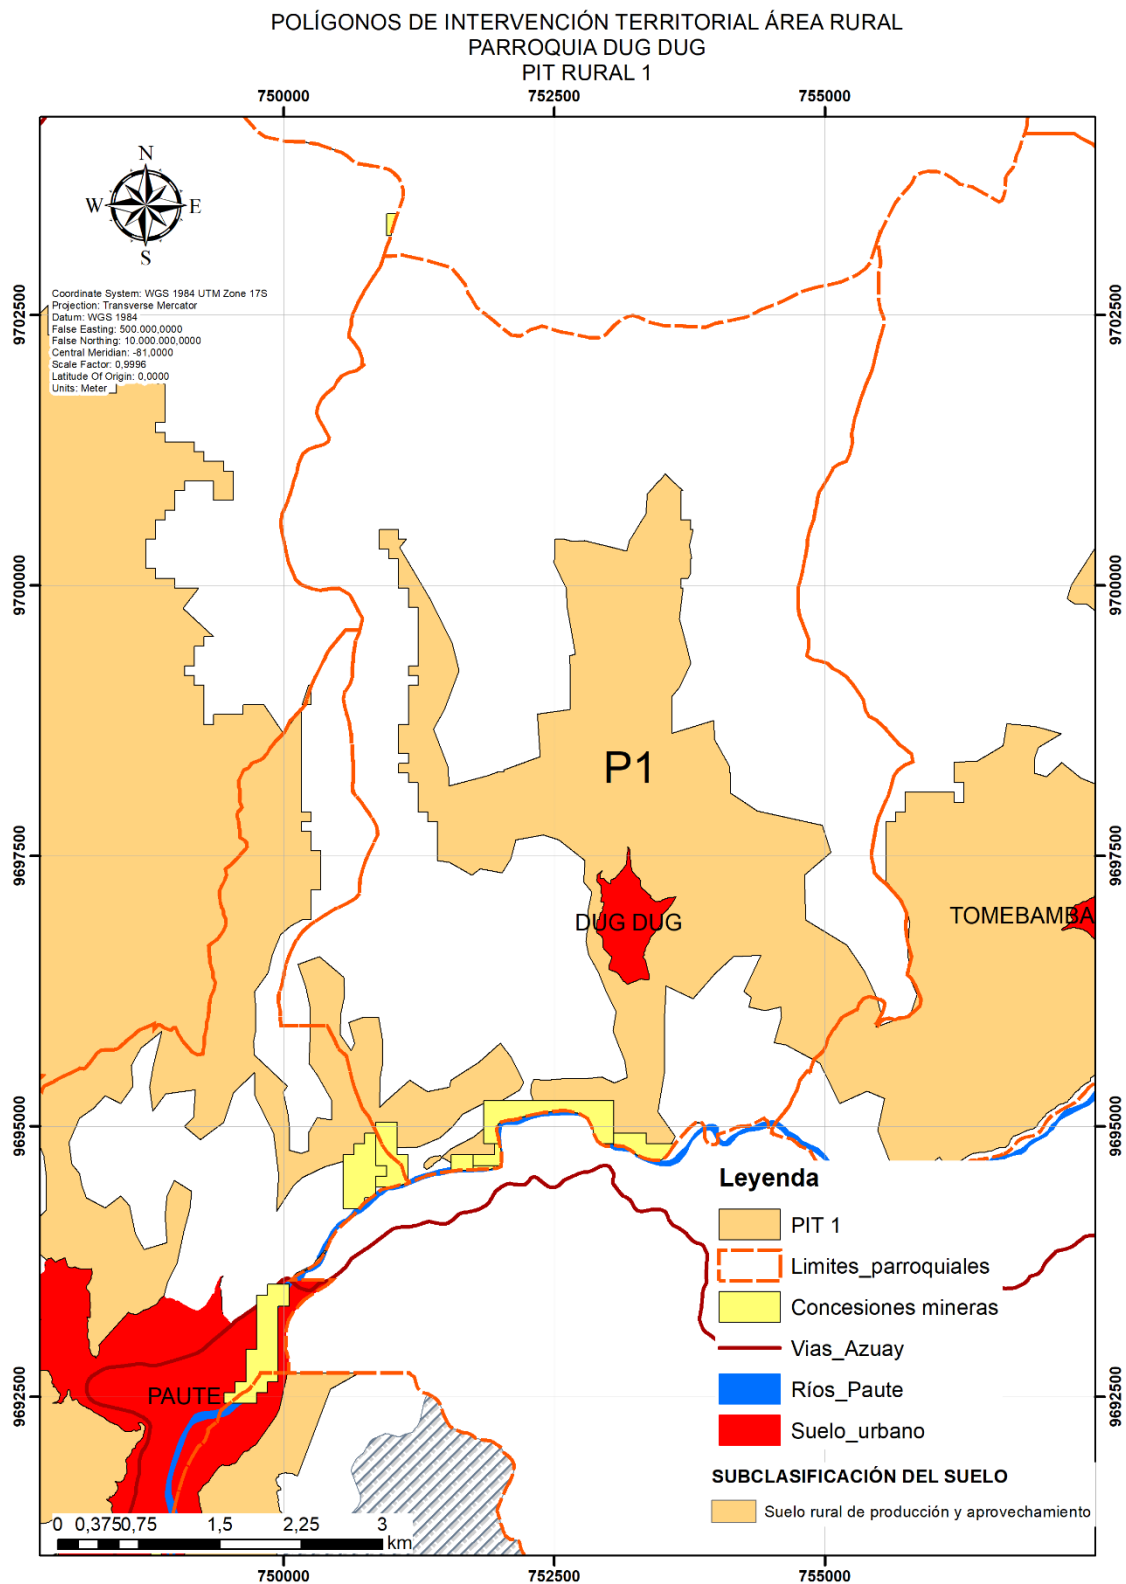 POLÍGONOS DE INTERVENCIÓN TERRITORIAL ÁREA RURAL
PARROQUIA DUG DUG
PIT RURAL 1
750000
752500
755000
N
W
E
S
Coordinate System: WGS 1984 UTM Zone 17S
Projection: Transverse Mercator
Datum: WGS 1984
False Easting: 500.000,0000
False Northing: 10.000.000,0000
Central Meridian: -81,0000
Scale Factor: 0,9996
Latitude Of Origin: 0,0000
Units: Meter
9702500
9702500
9700000
9700000
P1
9697500
9697500
DUG DUG
TOMEBAMBA
9695000
9695000
Leyenda
PIT 1
Limites_parroquiales
Concesiones mineras
Vias_Azuay
Ríos_Paute
Suelo_urbano
PAUTE
9692500
9692500
SUBCLASIFICACIÓN DEL SUELO
Suelo rural de producción y aprovechamiento
0 0,375 0,75 1,5 2,25 3
km
750000
752500
755000